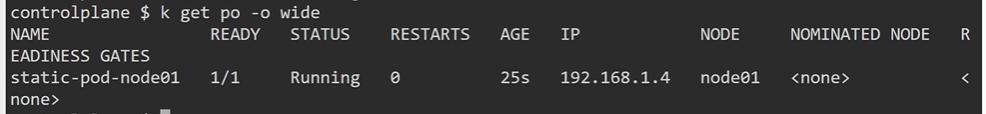 controlplane $ k get po -o wide
NAME READY STATUS RESTARTS AGE IP NODE NOMINATED NODE R
EADINESS GATES
static-pod-node01 1/1 Running 0 25s 192.168.1.4 node01 <none> <
none>